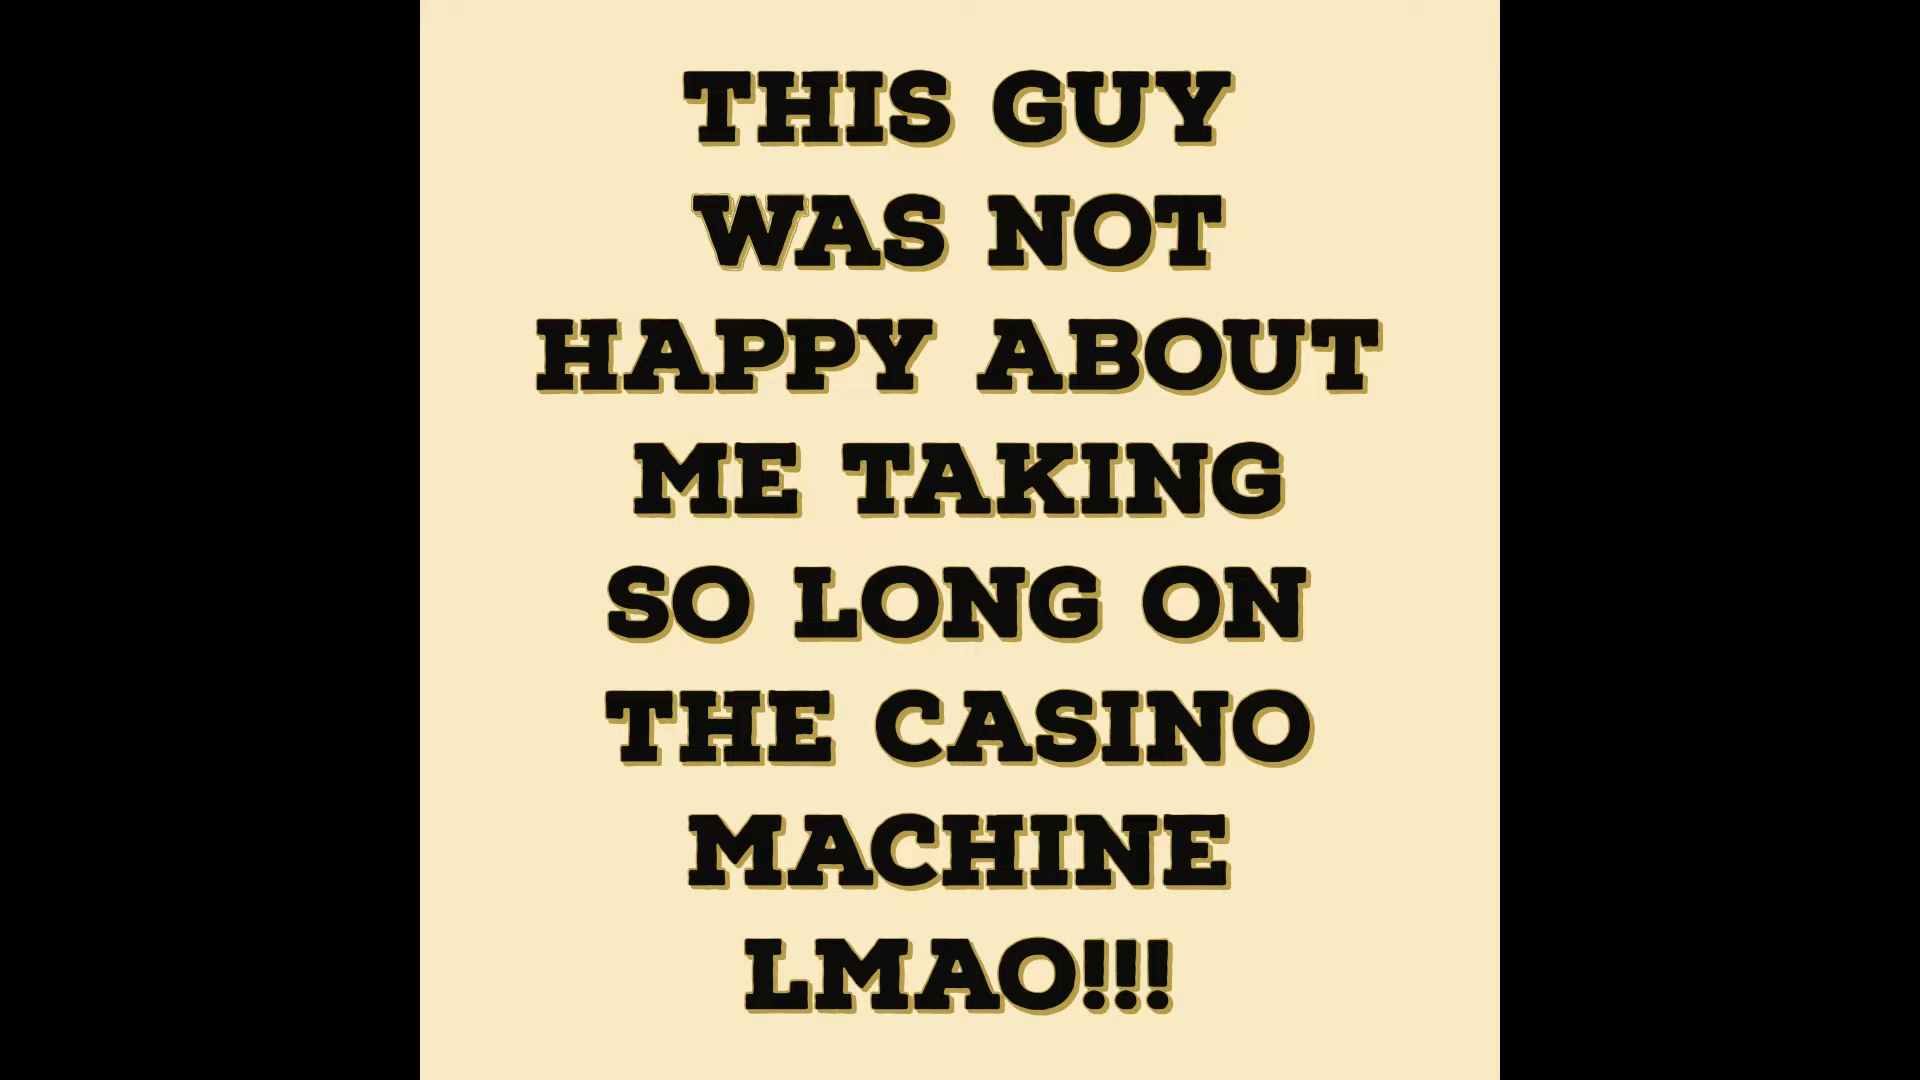 THIS GUY
WAS NOT
HAPPY ABOUT
ME TAKING
SO LONG ON
THE CASINO
MACHINE
LMAO!!!